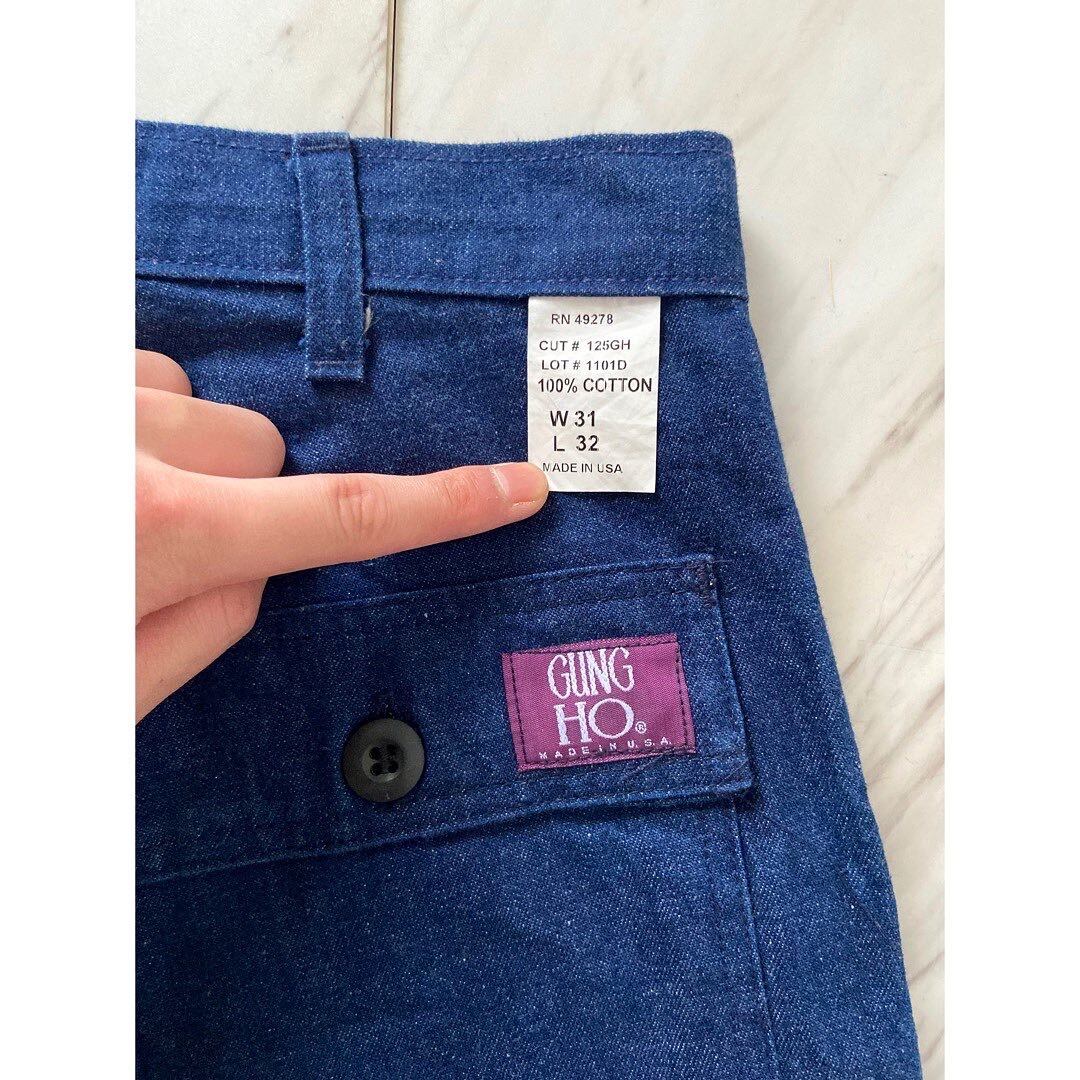 RN 49278
CUT # 125GH
LOT # 1101D
100% COTTON
W 31
L 32
MADE IN USA
GUNG
HO®
MADE IN U.S.A.